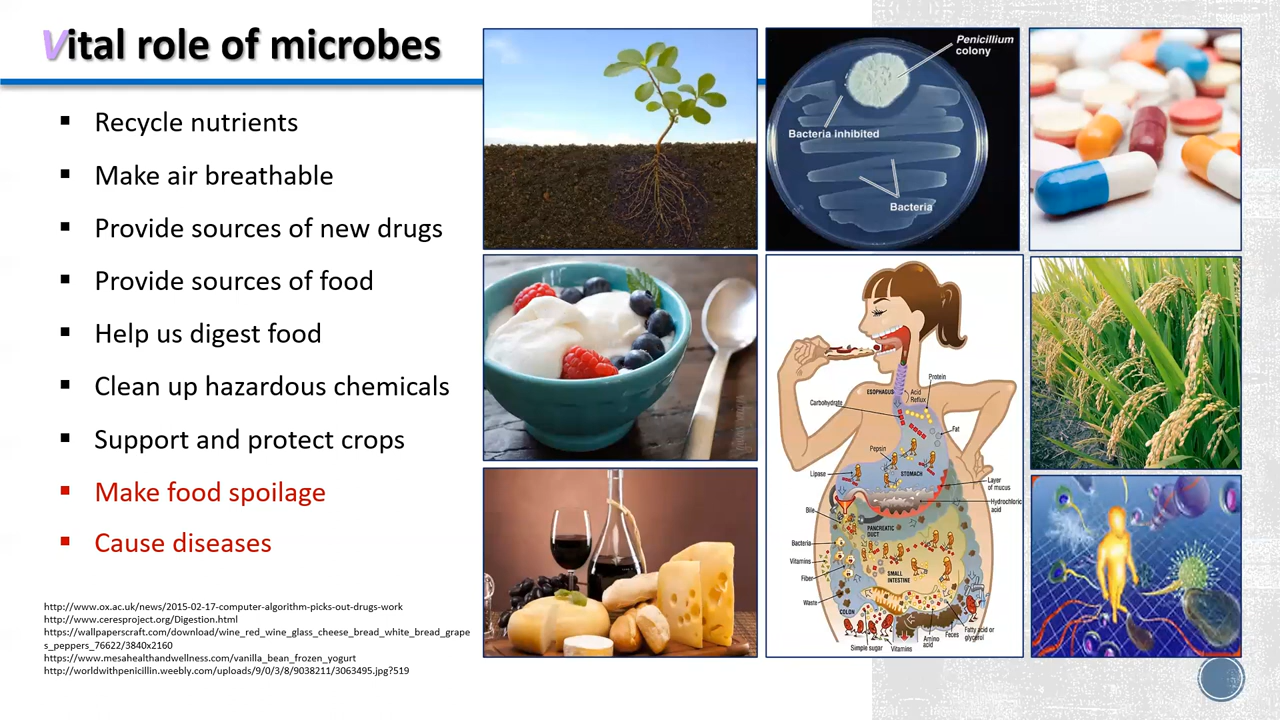 Vital role of microbes
Recycle nutrients
Make air breathable
Provide sources of new drugs
Provide sources of food
Help us digest food
Clean up hazardous chemicals
Support and protect crops
Make food spoilage
Cause diseases
http://www.ox.ac.uk/news/2015-02-17-computer-algorithm-picks-out-drugs-work
http://www.ceresproject.org/Digestion.html
https://wallpaperscraft.com/download/wine_red_wine_glass_cheese_bread_white_bread_grape
s_peppers_76622/3840x2160
https://www.mesahealthandwellness.com/vanilla_bean_frozen_yogurt
http://worldwithpenicillin.weebly.com/uploads/9/0/3/8/9038211/3063495.jpg?519
Penicillium
colony
Bacteria inhibited
Bacteria
Protein
ESOPHAGUS
Acid
Reflux
Carbohydrate
Fat
Pepsin
Lipase
STOMACH
Layer
of mucus
Hydrochloric
acid
Bile
PANCREATIC
DUCT
Bacteria
Vitamins
Fiber
SMALL
INTESTINE
Waste
COLON
Simple sugar
Vitamins
Amino
acid
Feces
Fatty acid or
glycerol